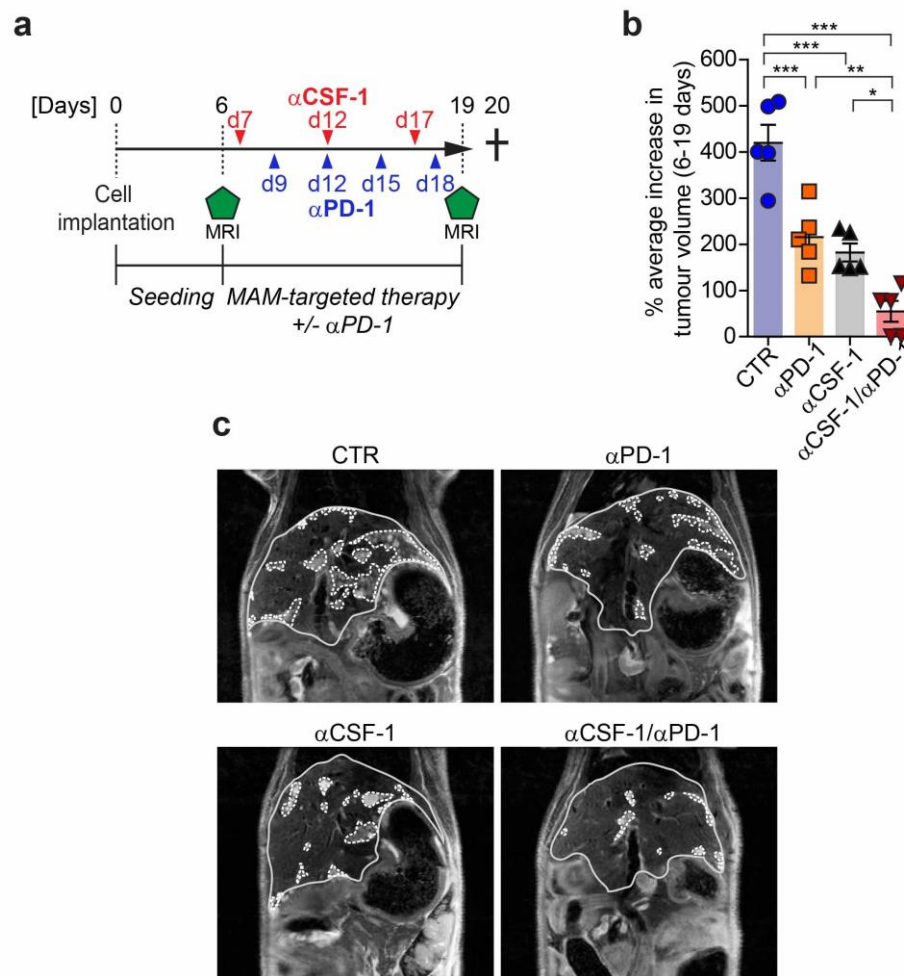 a
[Days] 0 6 19 20
αCSF-1
d7 d12 d17
d9 d12 d15 d18
αPD-1
Cell
implantation
MRI MRI
Seeding MAM-targeted therapy
+/- αPD-1
b
% average increase in
tumour volume (6-19 days)
600
500
400
300
200
100
0
***
***
*** **
*
CTR
αPD-1
αCSF-1
αCSF-1/αPD-1
c
CTR αPD-1
αCSF-1 αCSF-1/αPD-1